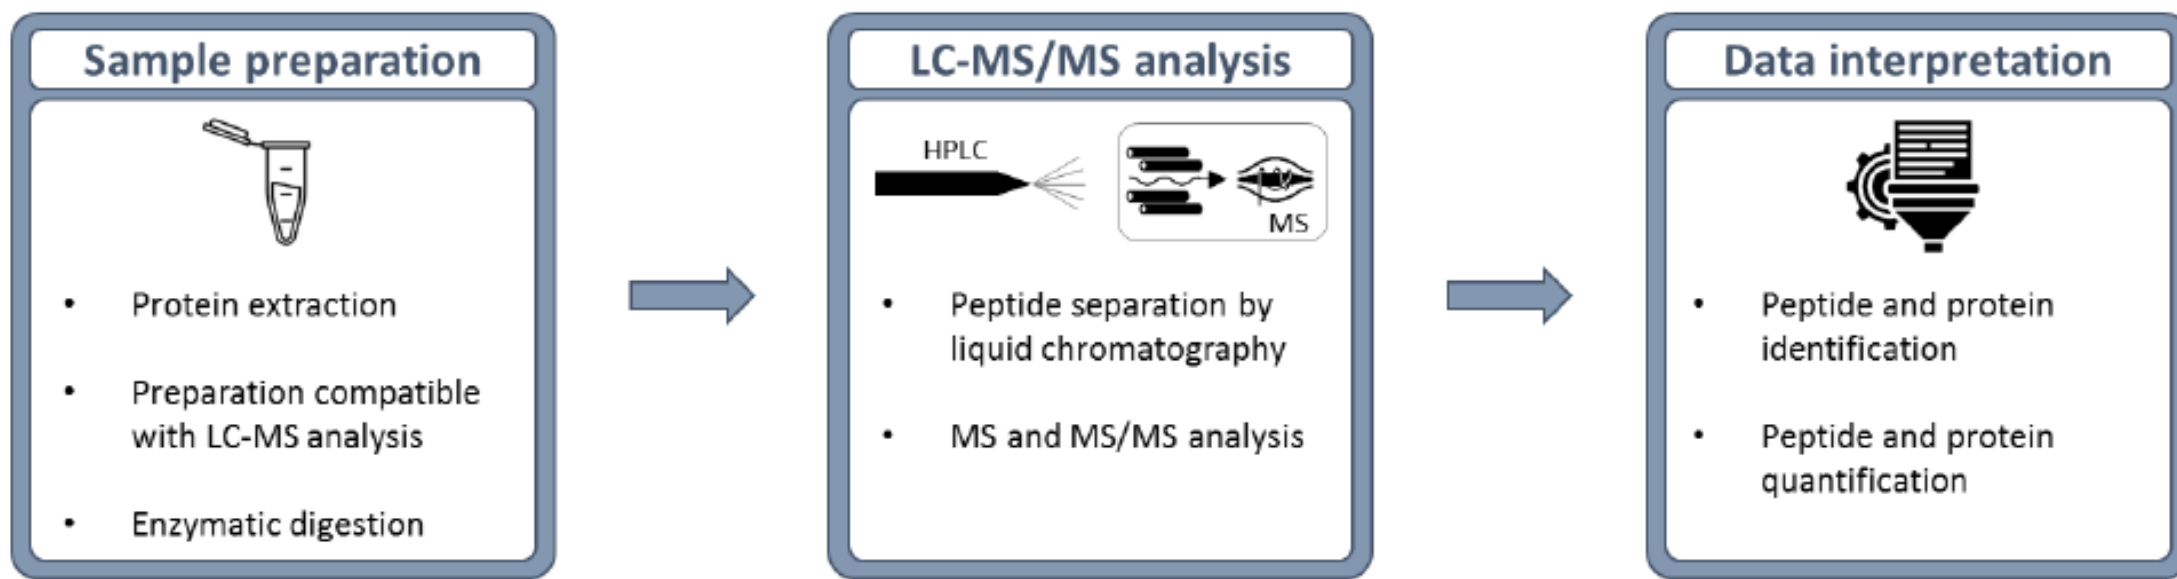 Sample preparation
• Protein extraction
• Preparation compatible
with LC-MS analysis
• Enzymatic digestion
LC-MS/MS analysis
HPLC
MS
• Peptide separation by
liquid chromatography
• MS and MS/MS analysis
Data interpretation
• Peptide and protein
identification
• Peptide and protein
quantification